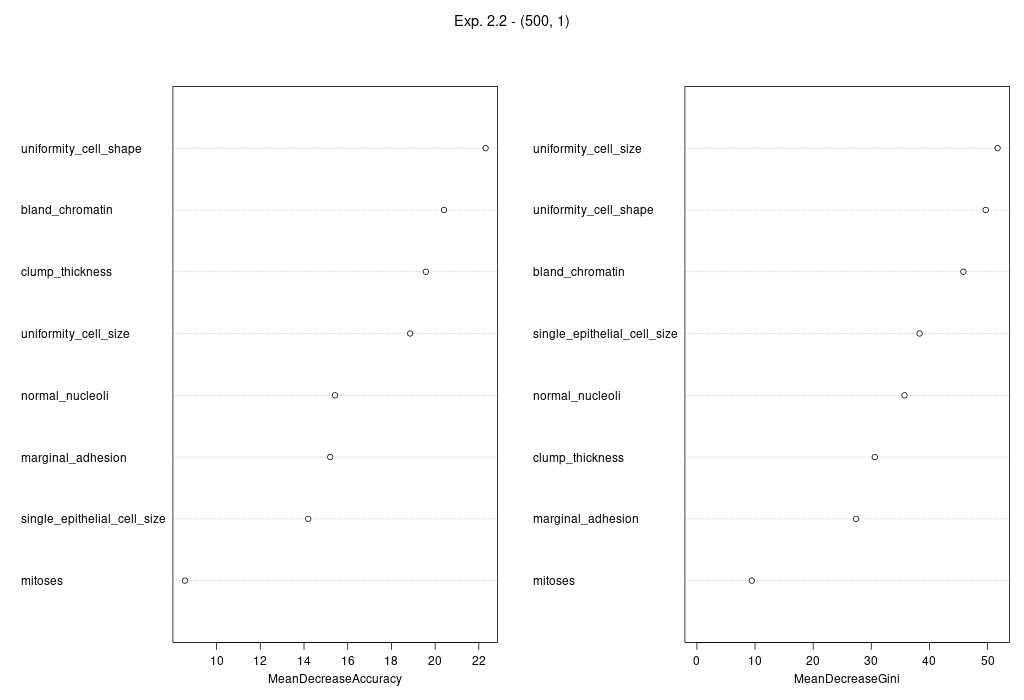 Exp. 2.2 - (500, 1)
uniformity_cell_shape
bland_chromatin
clump_thickness
uniformity_cell_size
normal_nucleoli
marginal_adhesion
single_epithelial_cell_size
mitoses
10 12 14 16 18 20 22
MeanDecreaseAccuracy
uniformity_cell_size
uniformity_cell_shape
bland_chromatin
single_epithelial_cell_size
normal_nucleoli
clump_thickness
marginal_adhesion
mitoses
0 10 20 30 40 50
MeanDecreaseGini